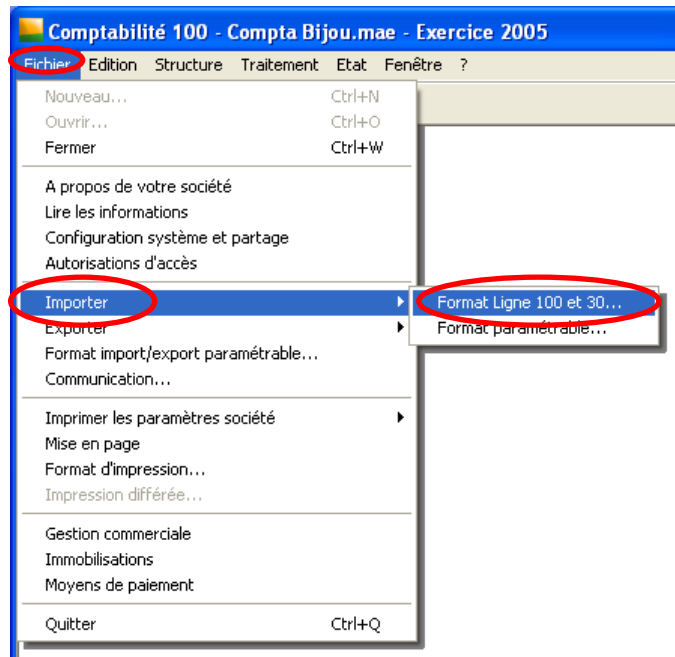 Comptabilité 100 - Compta Bijou.mae - Exercice 2005
Fichier Edition Structure Traitement Etat Fenêtre ?
Nouveau... Ctrl+N
Ouvrir... Ctrl+O
Fermer Ctrl+W
A propos de votre société
Lire les informations
Configuration système et partage
Autorisations d'accès
Importer Format Ligne 100 et 30...
Exporter Format paramétrable...
Format import/export paramétrable...
Communication...
Imprimer les paramètres société
Mise en page
Format d'impression...
Impression différée...
Gestion commerciale
Immobilisations
Moyens de paiement
Quitter Ctrl+Q